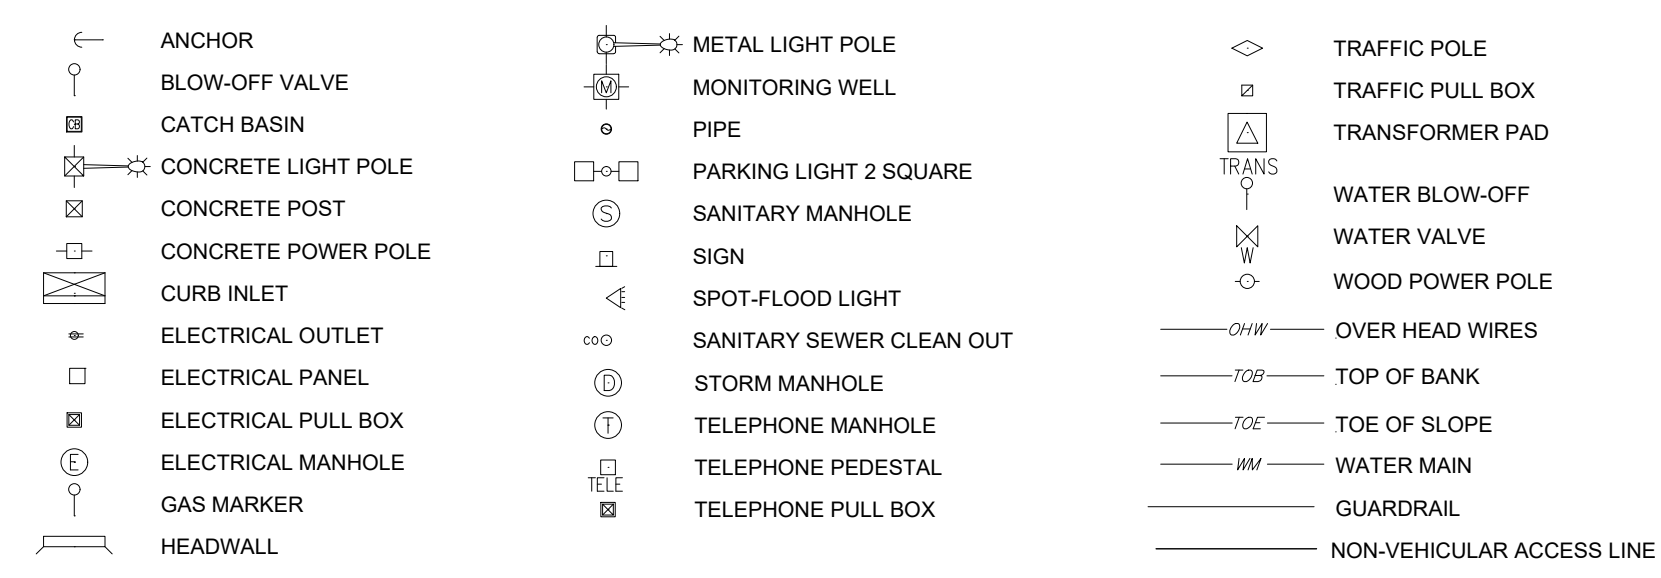 ANCHOR
BLOW-OFF VALVE
CB CATCH BASIN
CONCRETE LIGHT POLE
CONCRETE POST
CONCRETE POWER POLE
CURB INLET
ELECTRICAL OUTLET
ELECTRICAL PANEL
ELECTRICAL PULL BOX
E ELECTRICAL MANHOLE
GAS MARKER
HEADWALL
METAL LIGHT POLE
M MONITORING WELL
PIPE
PARKING LIGHT 2 SQUARE
S SANITARY MANHOLE
SIGN
SPOT-FLOOD LIGHT
CO SANITARY SEWER CLEAN OUT
D STORM MANHOLE
T TELEPHONE MANHOLE
TELEPHONE PEDESTAL
TELE
TELEPHONE PULL BOX
TRAFFIC POLE
TRAFFIC PULL BOX
TRANSFORMER PAD
TRANS
WATER BLOW-OFF
WATER VALVE
W
WOOD POWER POLE
OHW OVER HEAD WIRES
TOB TOP OF BANK
TOE TOE OF SLOPE
WM WATER MAIN
GUARDRAIL
NON-VEHICULAR ACCESS LINE